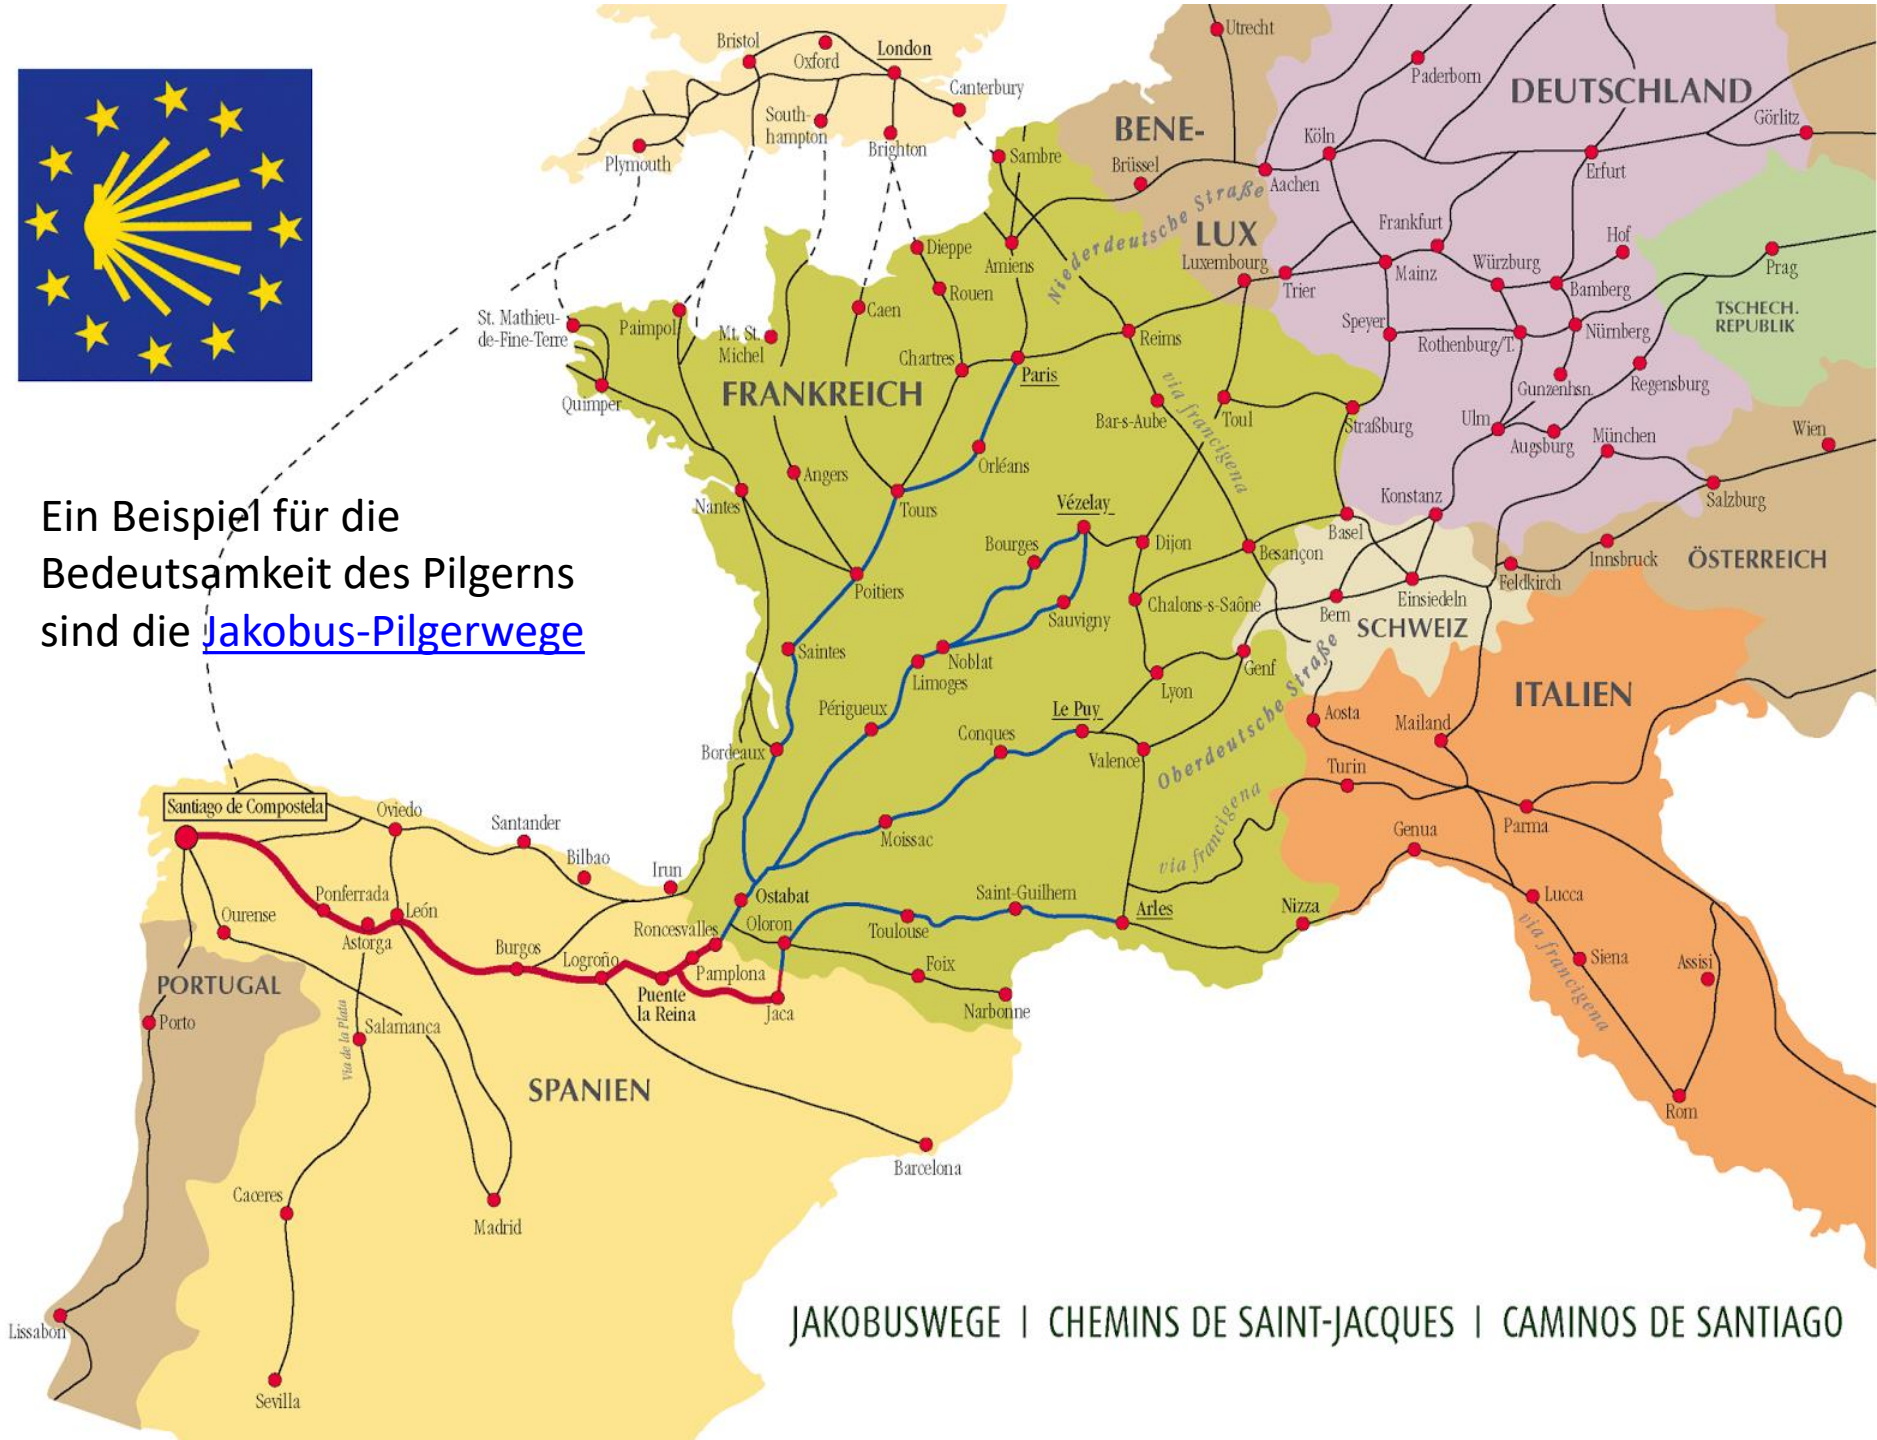 Utrecht
Bristol
Oxford
London
Canterbury
Paderborn
DEUTSCHLAND
Görlitz
South-
hampton
Plymouth
Brighton
Sambre
BENE-
Brüssel
Köln
Aachen
Erfurt
Niederdeutsche Straße
LUX
Luxembourg
Trier
Frankfurt
Mainz
Würzburg
Hof
Bamberg
Prag
TSCHECH.
REPUBLIK
Dieppe
Amiens
Rouen
Caen
St. Mathieu-
de-Fine-Terre
Paimpol
Mt. St.
Michel
Chartres
Paris
Reims
Speyer
Rothenburg/T.
Nürnberg
Gunzenhsn.
Regensburg
Quimper
FRANKREICH
Bar-s-Aube
via francigena
Toul
Straßburg
Ulm
Augsburg
München
Wien
Salzburg
Orléans
Angers
Nantes
Tours
Vézelay
Konstanz
Basel
Ein Beispiel für die
Bedeutsamkeit des Pilgerns
sind die Jakobus-Pilgerwege
Bourges
Dijon
Besançon
Feldkirch
Innsbruck
ÖSTERREICH
Poitiers
Sauvigny
Chalons-s-Saône
Bern
Einsiedeln
SCHWEIZ
Saintes
Noblat
Limoges
Lyon
Genf
Oberdeutsche Straße
ITALIEN
Périgueux
Le Puy
Conques
Valence
Aosta
Mailand
Bordeaux
Turin
Santiago de Compostela
Oviedo
Santander
Bilbao
Irun
Moissac
via francigena
Genua
Parma
Ponferrada
León
Astorga
Ourense
Burgos
Logroño
Roncesvalles
Ostabat
Oloron
Toulouse
Saint-Guilhem
Arles
Nizza
Lucca
via francigena
Siena
Assisi
PORTUGAL
Porto
Via de la Plata
Salamanca
Puente
la Reina
Pamplona
Jaca
Foix
Narbonne
SPANIEN
Rom
Barcelona
Caceres
Madrid
Lissabon
Sevilla
JAKOBUSWEGE | CHEMINS DE SAINT-JACQUES | CAMINOS DE SANTIAGO